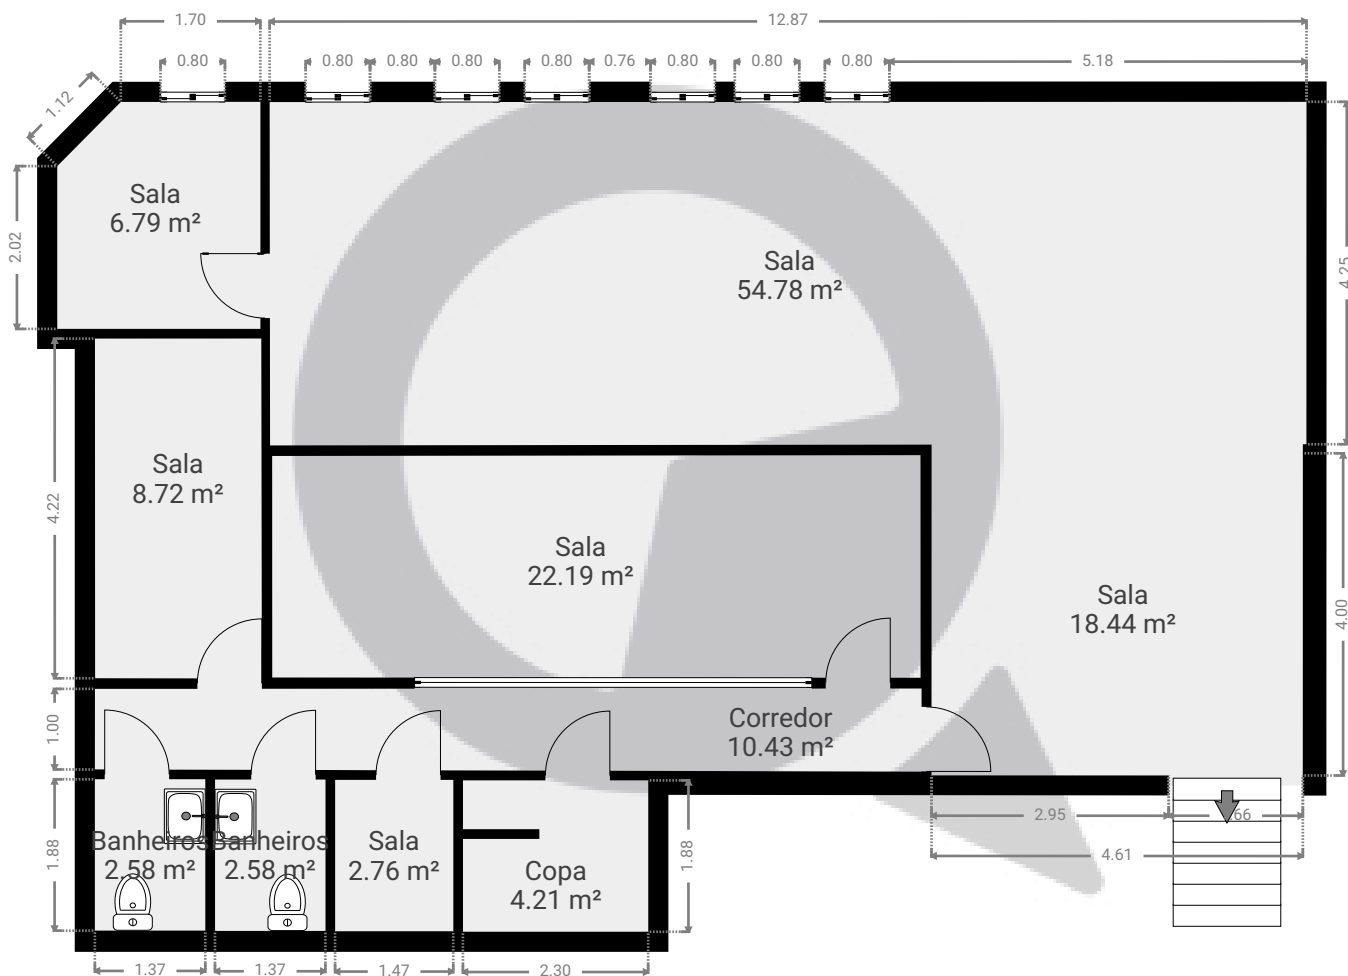 1.70
12.87
0.80
0.80
0.80
0.80
0.80
0.76
0.80
0.80
0.80
5.18
1.12
Sala
6.79 m²
2.02
Sala
54.78 m²
4.25
Sala
8.72 m²
4.22
Sala
22.19 m²
Sala
18.44 m²
4.00
1.00
Corredor
10.43 m²
Banheiros
2.58 m²
Banheiros
2.58 m²
Sala
2.76 m²
Copa
4.21 m²
1.88
1.88
2.95
4.61
1.37
1.37
1.47
2.30